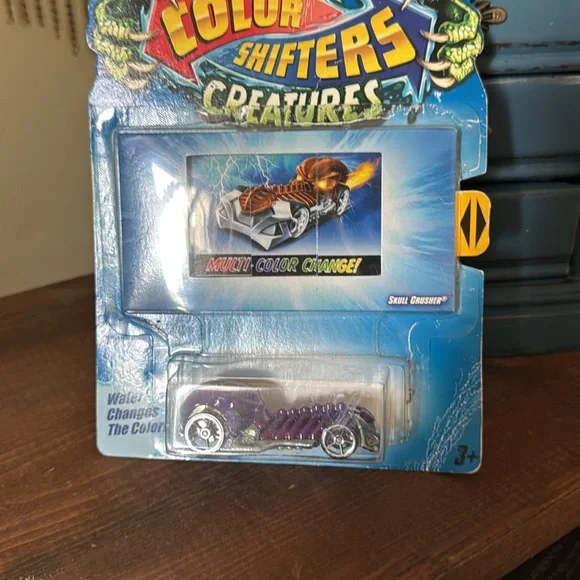 COLOR
SHIFTERS
CREATURES
MULTI-COLOR CHANGE!
SKULL CRUSHER®
Water
Changes
The Color
3+